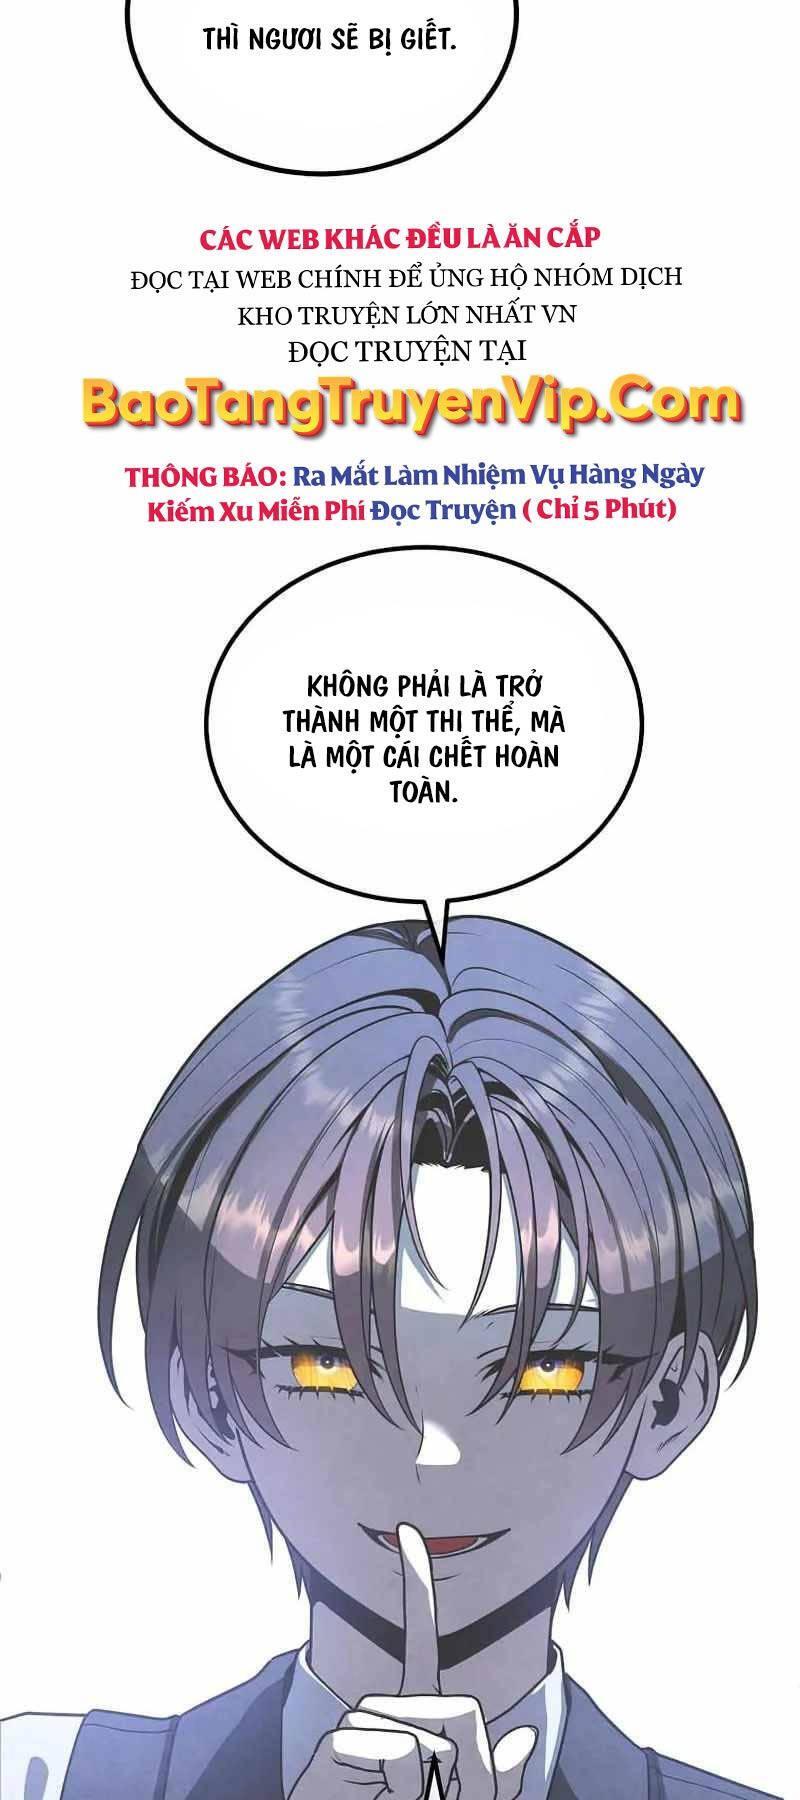 THÌ NGƯƠI SẼ BỊ GIẾT.
CÁC WEB KHÁC ĐỀU LÀ ĂN CẮP
ĐỌC TẠI WEB CHÍNH ĐỂ ỦNG HỘ NHÓM DỊCH
KHO TRUYỆN LỚN NHẤT VN
ĐỌC TRUYỆN TẠI
BaoTangTruyenVip.Com
THÔNG BÁO: Ra Mắt Làm Nhiệm Vụ Hàng Ngày
Kiếm Xu Miễn Phí Đọc Truyện ( Chỉ 5 Phút)
KHÔNG PHẢI LÀ TRỞ
THÀNH MỘT THI THỂ, MÀ
LÀ MỘT CÁI CHẾT HOÀN
TOÀN.